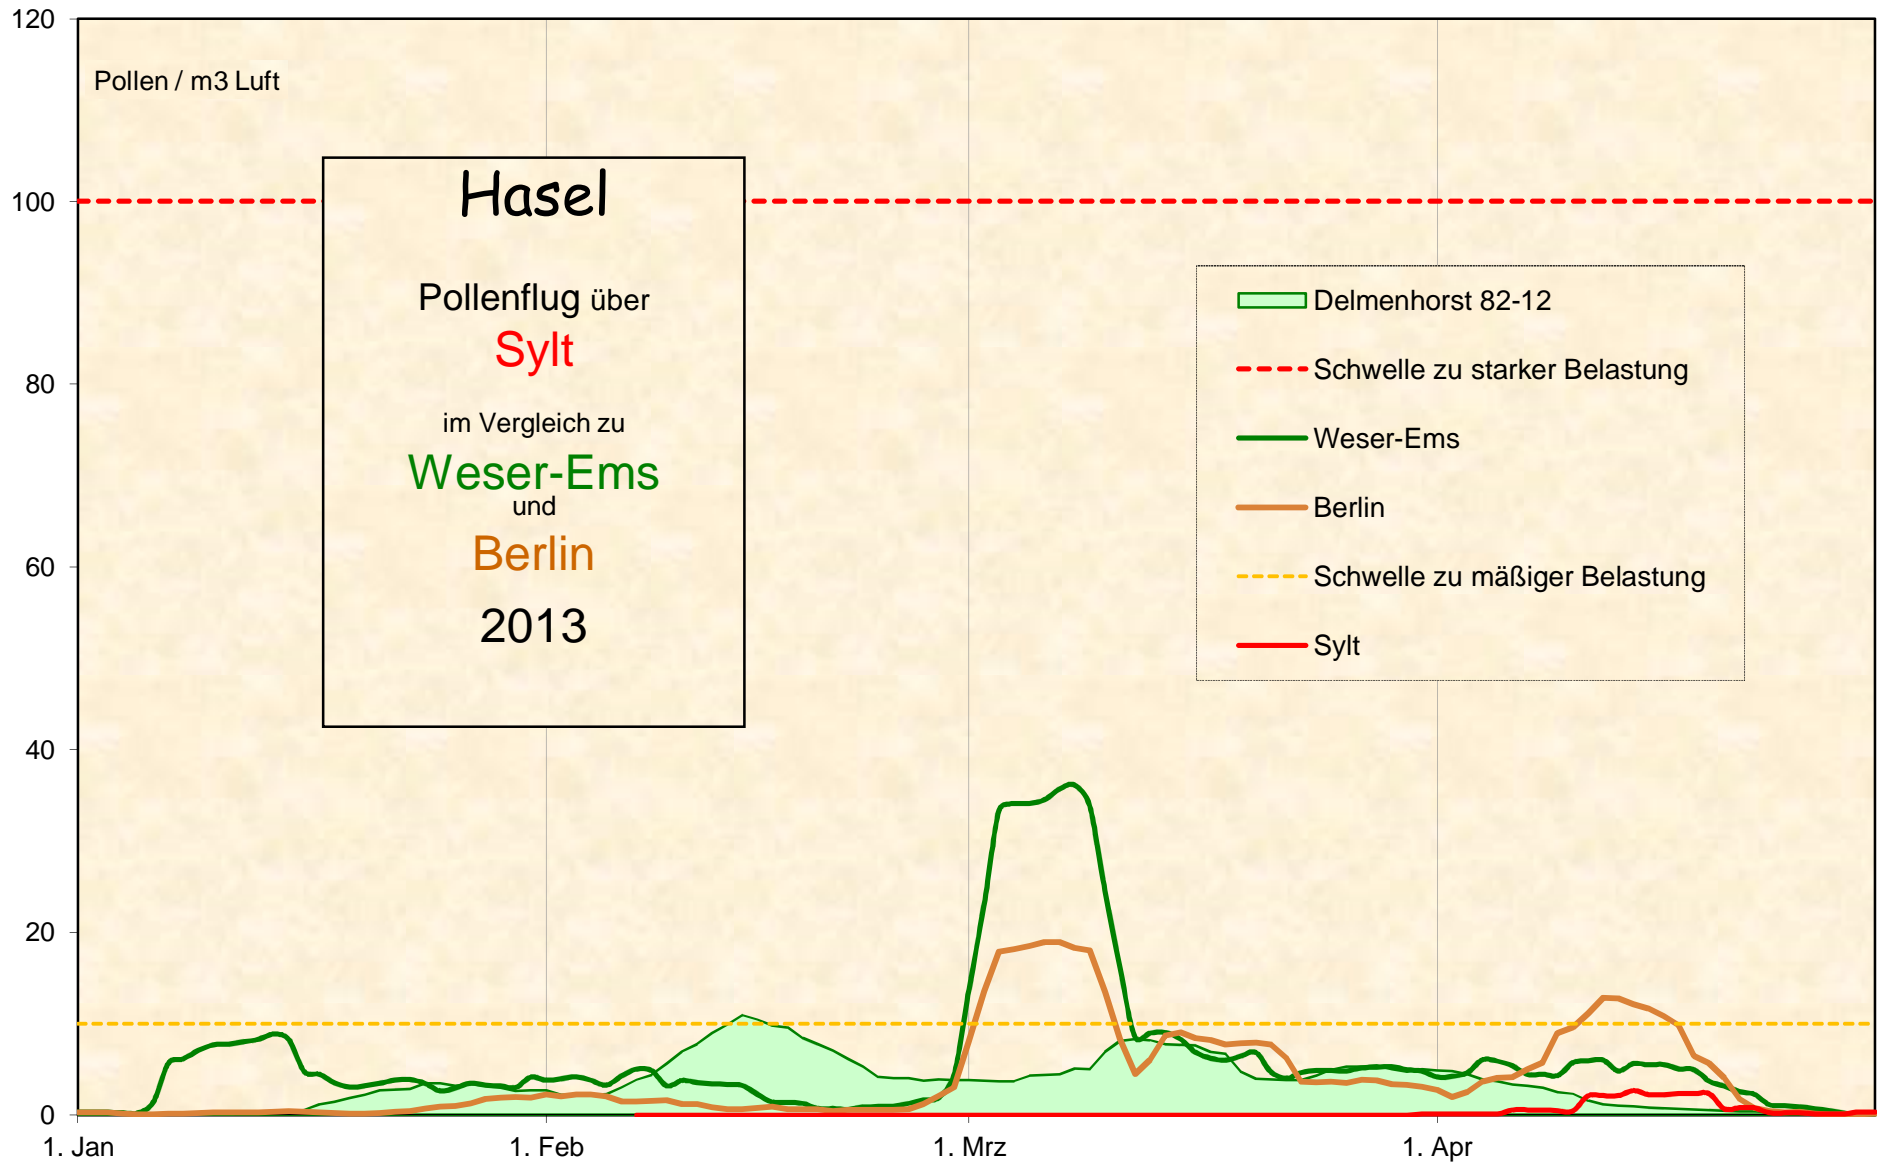 120
Pollen / m3 Luft
100
80
60
40
20
0
Hasel
Pollenflug über
Sylt
im Vergleich zu
Weser-Ems
und
Berlin
2013
Delmenhorst 82-12
Schwelle zu starker Belastung
Weser-Ems
Berlin
Schwelle zu mäßiger Belastung
Sylt
1. Jan
1. Feb
1. Mrz
1. Apr